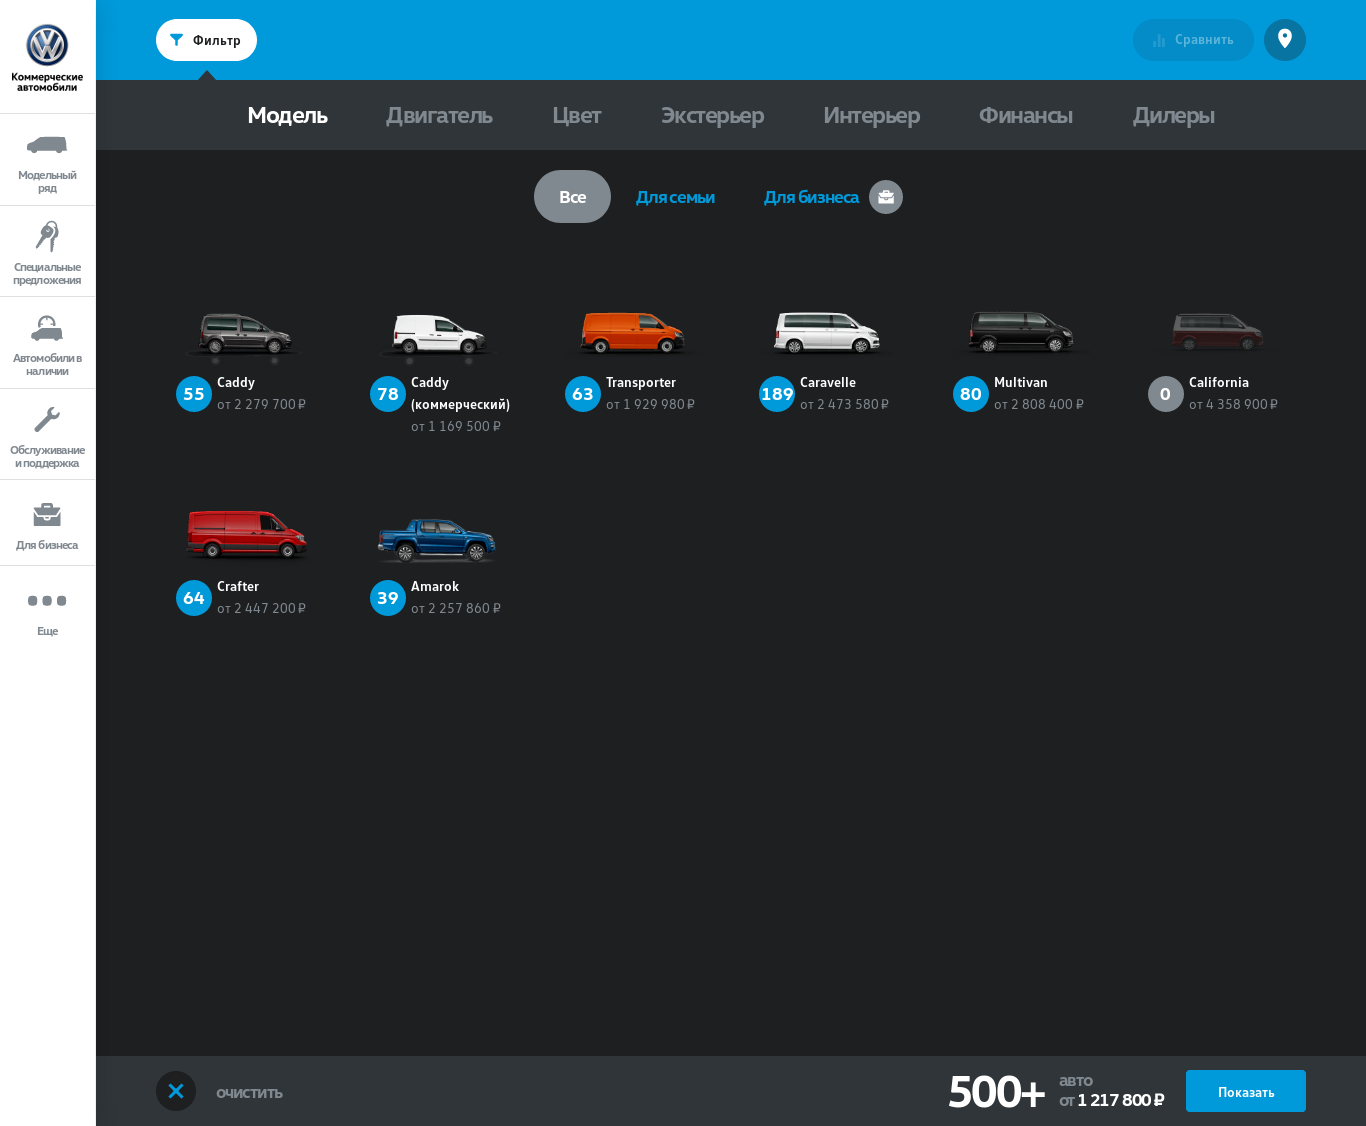 Коммерческие
автомобили
Модельный
ряд
Специальные
предложения
Автомобили в
наличии
Обслуживание
и поддержка
Для бизнеса
Еще
Фильтр
Сравнить
Модель
Двигатель
Цвет
Экстерьер
Интерьер
Финансы
Дилеры
Все
Для семьи
Для бизнеса
55
Caddy
от 2 279 700 ₽
78
Caddy
(коммерческий)
от 1 169 500 ₽
63
Transporter
от 1 929 980 ₽
189
Caravelle
от 2 473 580 ₽
80
Multivan
от 2 808 400 ₽
0
California
от 4 358 900 ₽
64
Crafter
от 2 447 200 ₽
39
Amarok
от 2 257 860 ₽
очистить
500+
авто
от 1 217 800 ₽
Показать